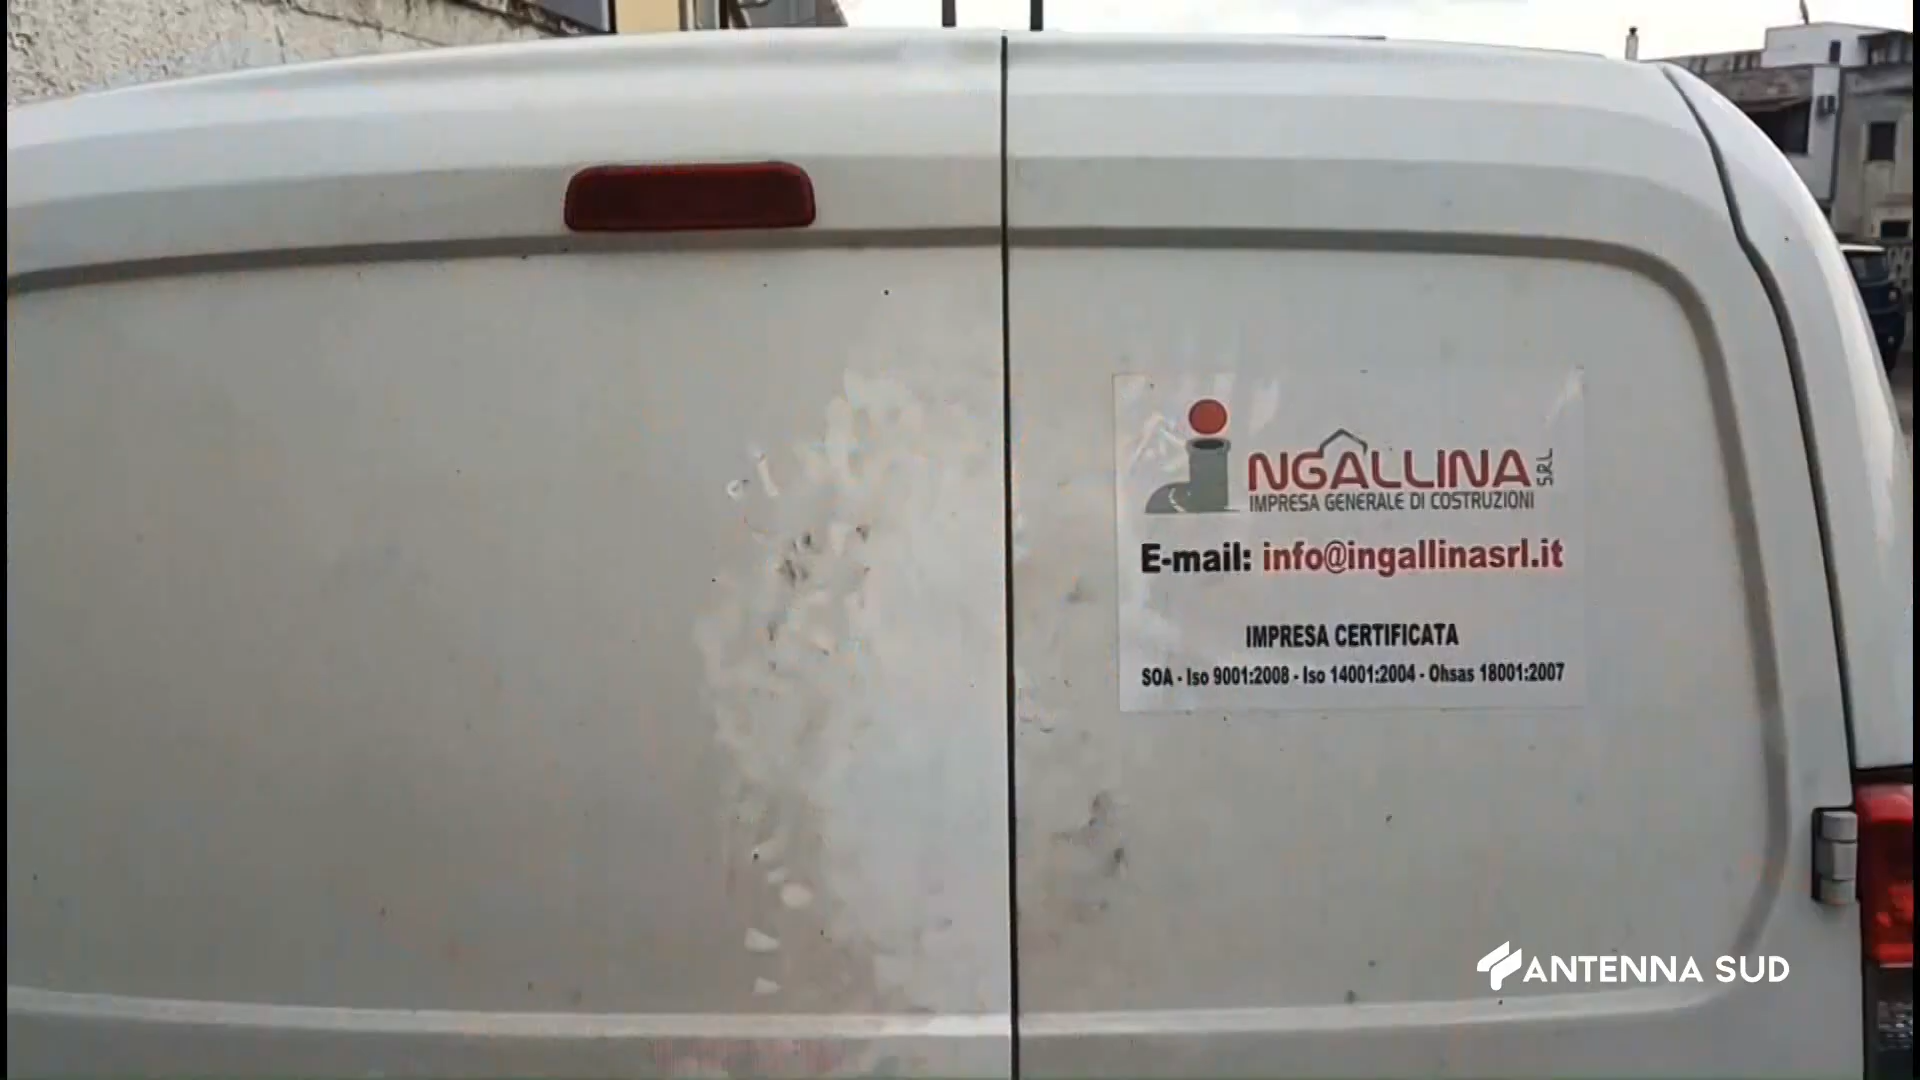 iNGALLINA S.R.L
IMPRESA GENERALE DI COSTRUZIONI
E-mail: info@ingallinasrl.it
IMPRESA CERTIFICATA
SOA - Iso 9001:2008 - Iso 14001:2004 - Ohsas 18001:2007
ANTENNA SUD